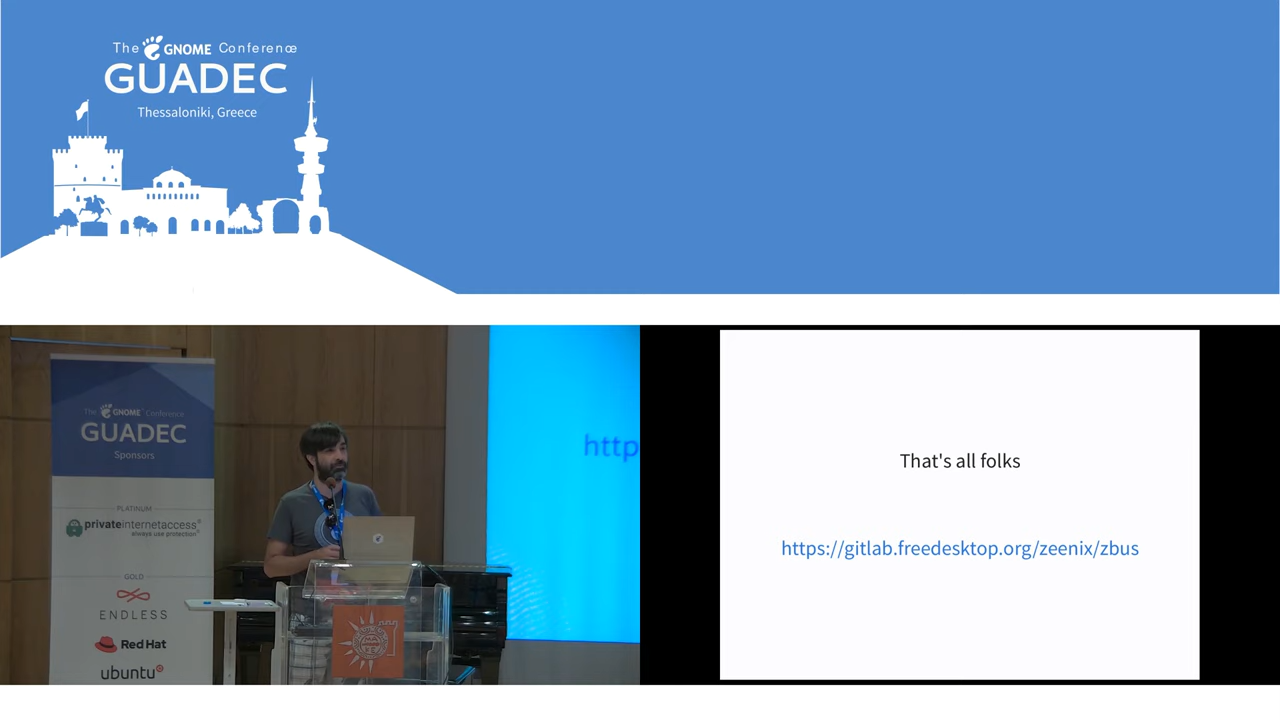 The GNOME Conference
GUADEC
Thessaloniki, Greece
The GNOME Conference
GUADEC
Sponsors
PLATINUM
privateinternetaccess
always use protection
GOLD
ENDLESS
Red Hat
ubuntu
http
That's all folks
https://gitlab.freedesktop.org/zeenix/zbus